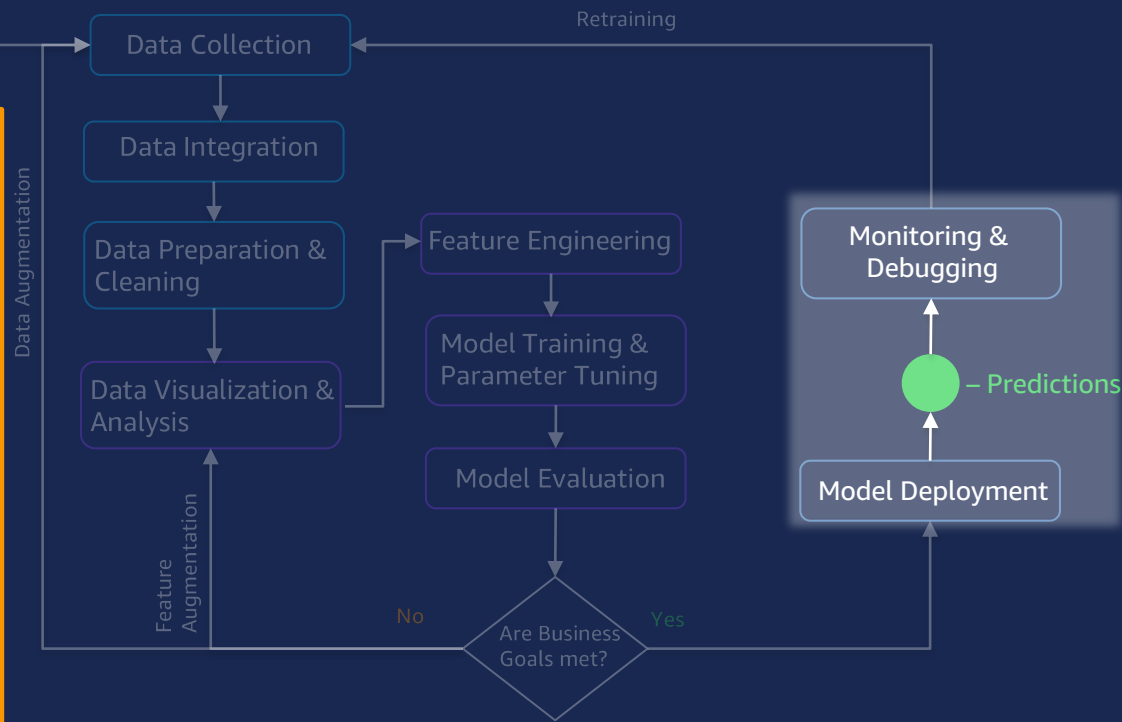 Retraining
Data Collection
Data Integration
Data Augmentation
Data Preparation &
Cleaning
Feature Engineering
Monitoring &
Debugging
Model Training &
Parameter Tuning
Data Visualization &
Analysis
– Predictions
Model Evaluation
Model Deployment
Feature
Augmentation
No
Are Business
Goals met?
Yes